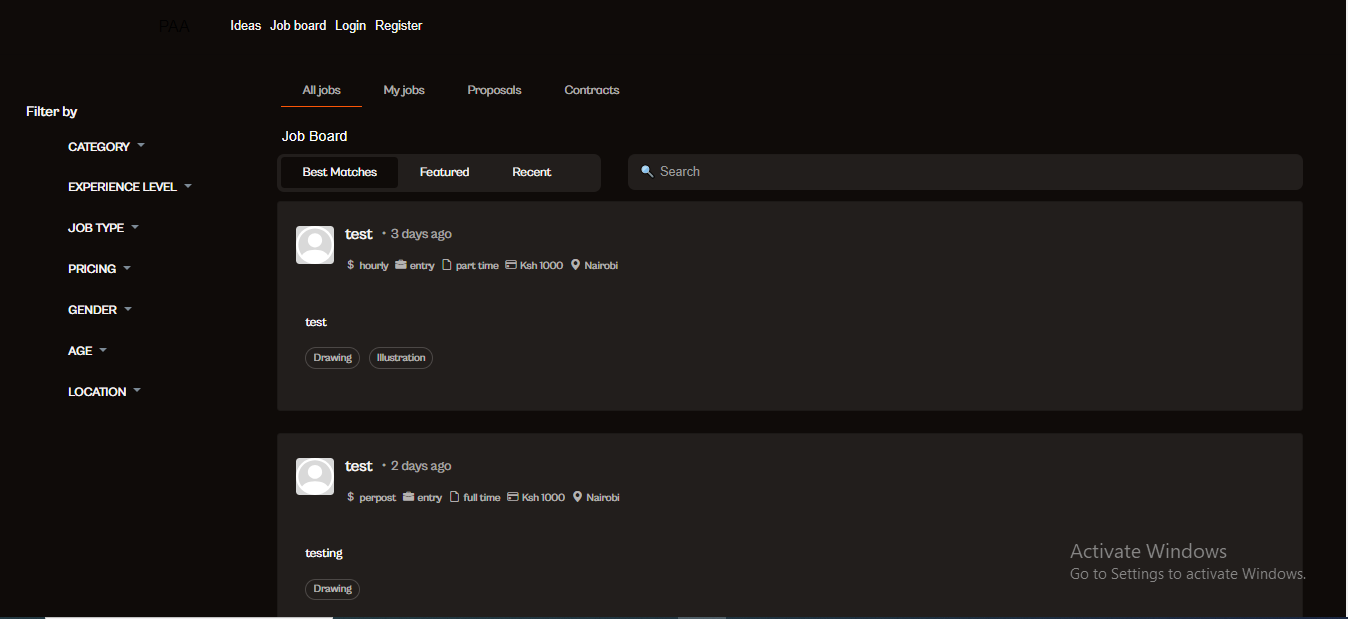 PAA Ideas Job board Login Register
All jobs My jobs Proposals Contracts
Filter by
CATEGORY
EXPERIENCE LEVEL
JOB TYPE
PRICING
GENDER
AGE
LOCATION
Job Board
Best Matches Featured Recent
Search
test • 3 days ago
$ hourly entry part time Ksh 1000 Nairobi
test
Drawing Illustration
test • 2 days ago
$ perpost entry full time Ksh 1000 Nairobi
testing
Drawing
Activate Windows
Go to Settings to activate Windows.